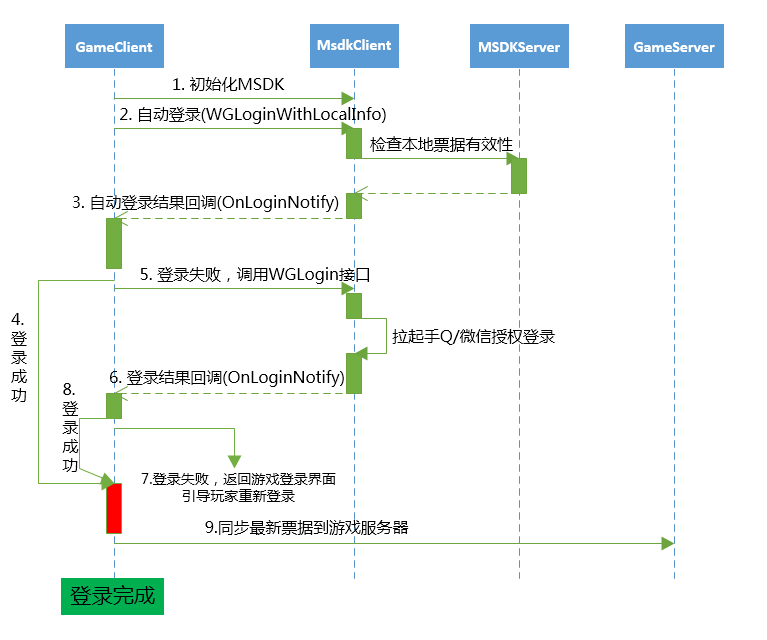 GameClient
MsdkClient
MSDKServer
GameServer
1. 初始化MSDK
2. 自动登录(WGLoginWithLocalInfo)
检查本地票据有效性
3. 自动登录结果回调(OnLoginNotify)
5. 登录失败，调用WGLogin接口
4.
登
录
成
功
拉起手Q/微信授权登录
6. 登录结果回调(OnLoginNotify)
8.
登
录
成
功
7.登录失败，返回游戏登录界面
引导玩家重新登录
9.同步最新票据到游戏服务器
登录完成